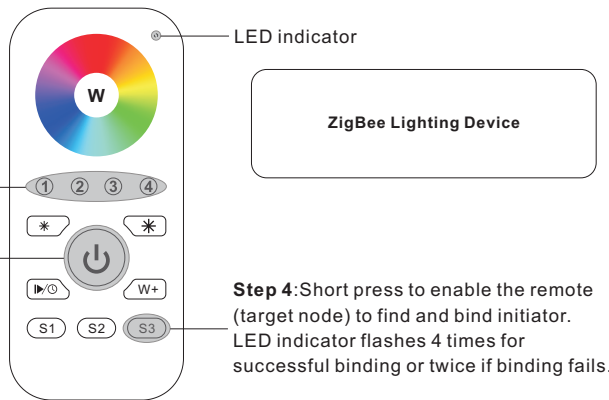 LED indicator
W
ZigBee Lighting Device
1 2 3 4
W+
S1 S2 S3
Step 4:Short press to enable the remote
(target node) to find and bind initiator.
LED indicator flashes 4 times for
successful binding or twice if binding fails.